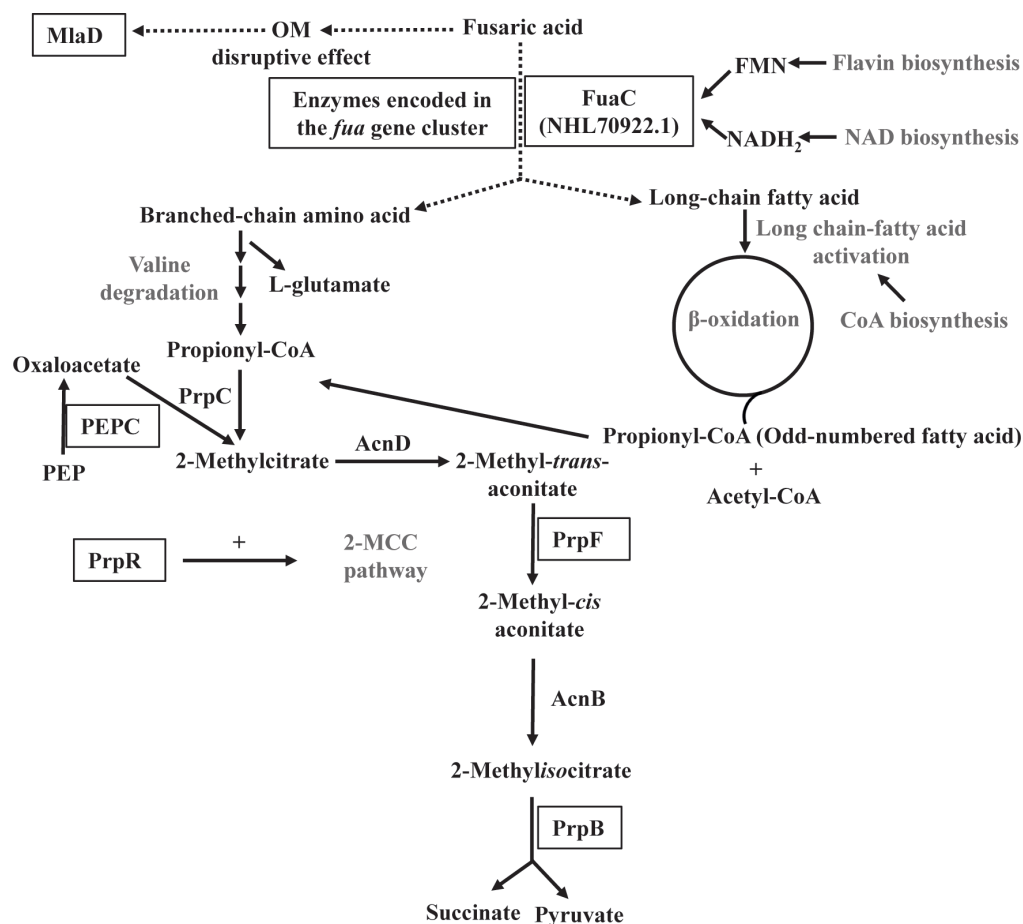 MlaD
OM
disruptive effect
Fusaric acid
Enzymes encoded in
the fua gene cluster
FuaC
(NHL70922.1)
FMN
Flavin biosynthesis
NADH2
NAD biosynthesis
Branched-chain amino acid
Long-chain fatty acid
Valine
degradation
L-glutamate
Long chain-fatty acid
activation
β-oxidation
CoA biosynthesis
Propionyl-CoA
Oxaloacetate
PrpC
PEPC
PEP
2-Methylcitrate
AcnD
2-Methyl-trans-
aconitate
Propionyl-CoA (Odd-numbered fatty acid)
+
Acetyl-CoA
PrpR
+
2-MCC
pathway
PrpF
2-Methyl-cis
aconitate
AcnB
2-Methylisocitrate
PrpB
Succinate
Pyruvate